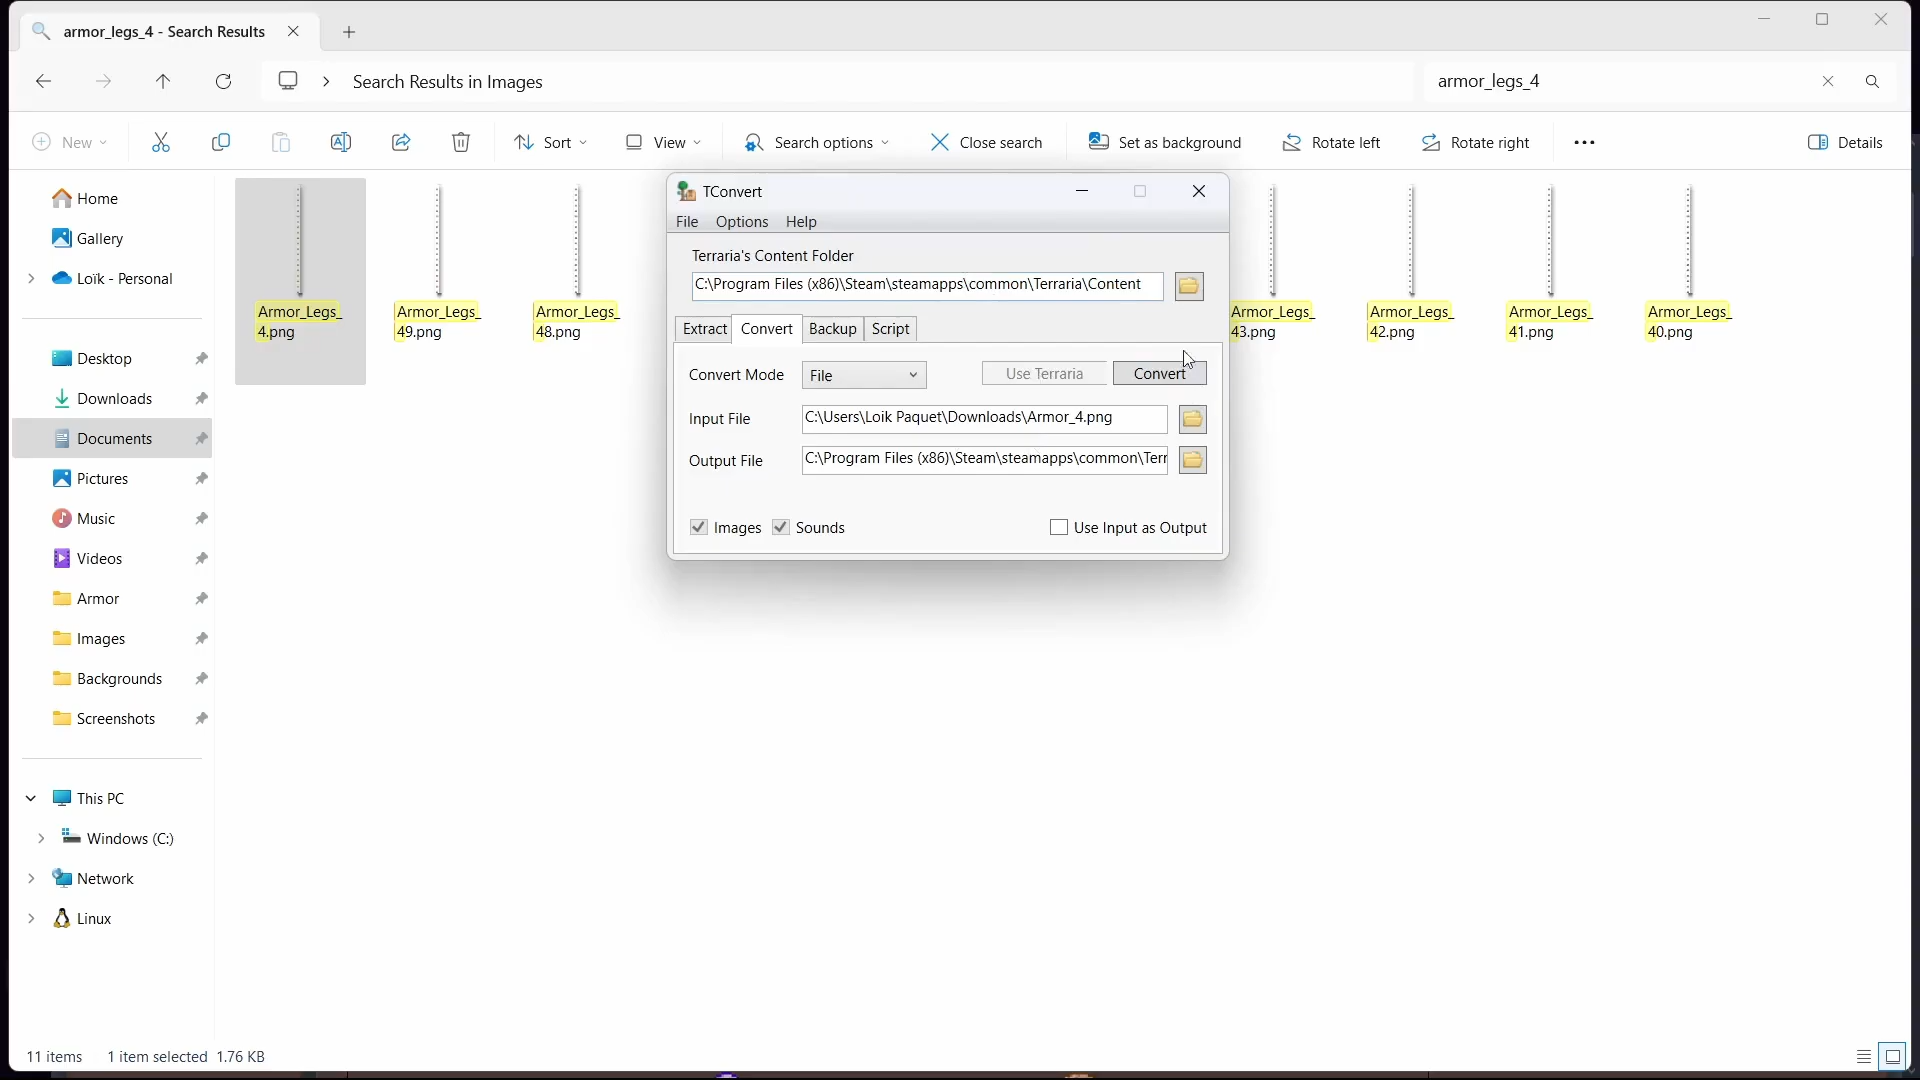 armor_legs_4 - Search Results
Search Results in Images
armor_legs_4
New
Sort
View
Search options
Close search
Set as background
Rotate left
Rotate right
Details
Home
Gallery
Loïk - Personal
Desktop
Downloads
Documents
Pictures
Music
Videos
Armor
Images
Backgrounds
Screenshots
This PC
Windows (C:)
Network
Linux
Armor_Legs_
4.png
Armor_Legs_
49.png
Armor_Legs_
48.png
Armor_Legs_
43.png
Armor_Legs_
42.png
Armor_Legs_
41.png
Armor_Legs_
40.png
TConvert
File Options Help
Terraria's Content Folder
C:\Program Files (x86)\Steam\steamapps\common\Terraria\Content
Extract Convert Backup Script
Convert Mode File Use Terraria Convert
Input File C:\Users\Loik Paquet\Downloads\Armor_4.png
Output File C:\Program Files (x86)\Steam\steamapps\common\Terr
Images Sounds Use Input as Output
11 items 1 item selected 1.76 KB